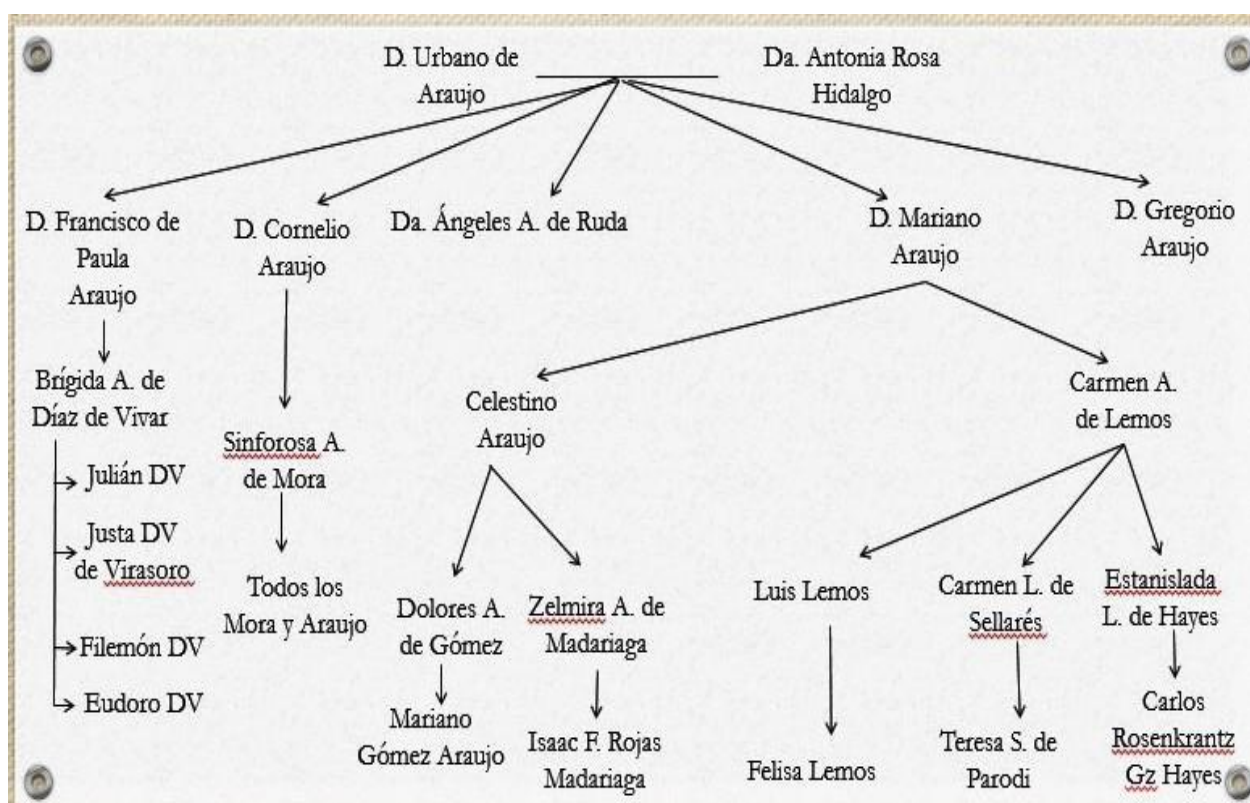 D. Urbano de
Araujo
Da. Antonia Rosa
Hidalgo
D. Francisco de
Paula
Araujo
D. Cornelio
Araujo
Da. Ángeles A. de Ruda
D. Mariano
Araujo
D. Gregorio
Araujo
Brígida A. de
Díaz de Vivar
Julián DV
Justa DV
de Virasoro
Filemón DV
Eudoro DV
Sinforosa A.
de Mora
Todos los
Mora y Araujo
Celestino
Araujo
Carmen A.
de Lemos
Dolores A.
de Gómez
Zelmira A. de
Madariaga
Mariano
Gómez Araujo
Isaac F. Rojas
Madariaga
Luis Lemos
Carmen L. de
Sellarés
Estanislada
L. de Hayes
Felisa Lemos
Teresa S. de
Parodi
Carlos
Rosenkrantz
Gz Hayes